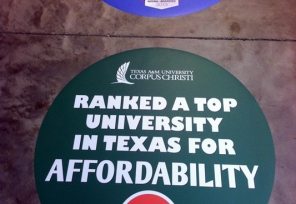 TEXAS A&M UNIVERSITY
CORPUS CHRISTI
RANKED A TOP
UNIVERSITY
IN TEXAS FOR
AFFORDABILITY